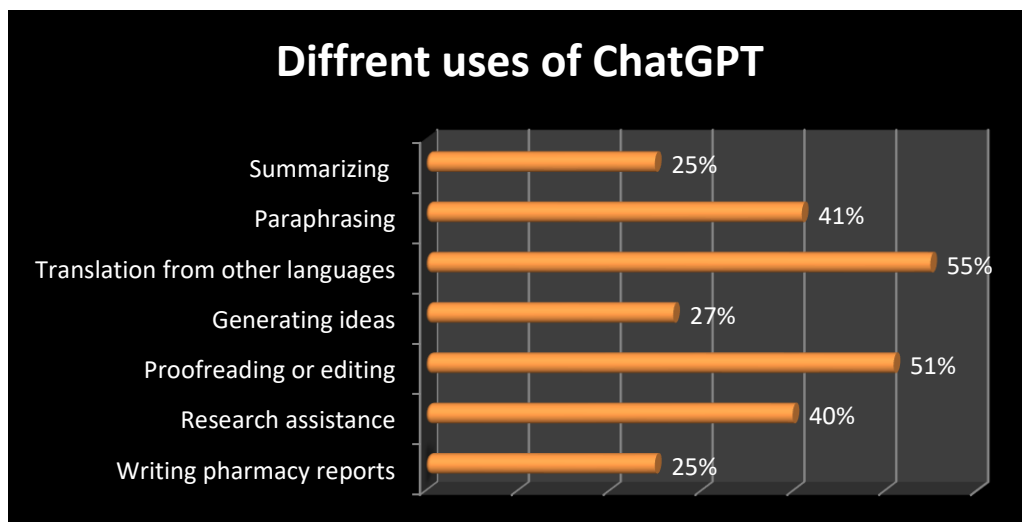 Diffrent uses of ChatGPT
Summarizing 25%
Paraphrasing 41%
Translation from other languages 55%
Generating ideas 27%
Proofreading or editing 51%
Research assistance 40%
Writing pharmacy reports 25%